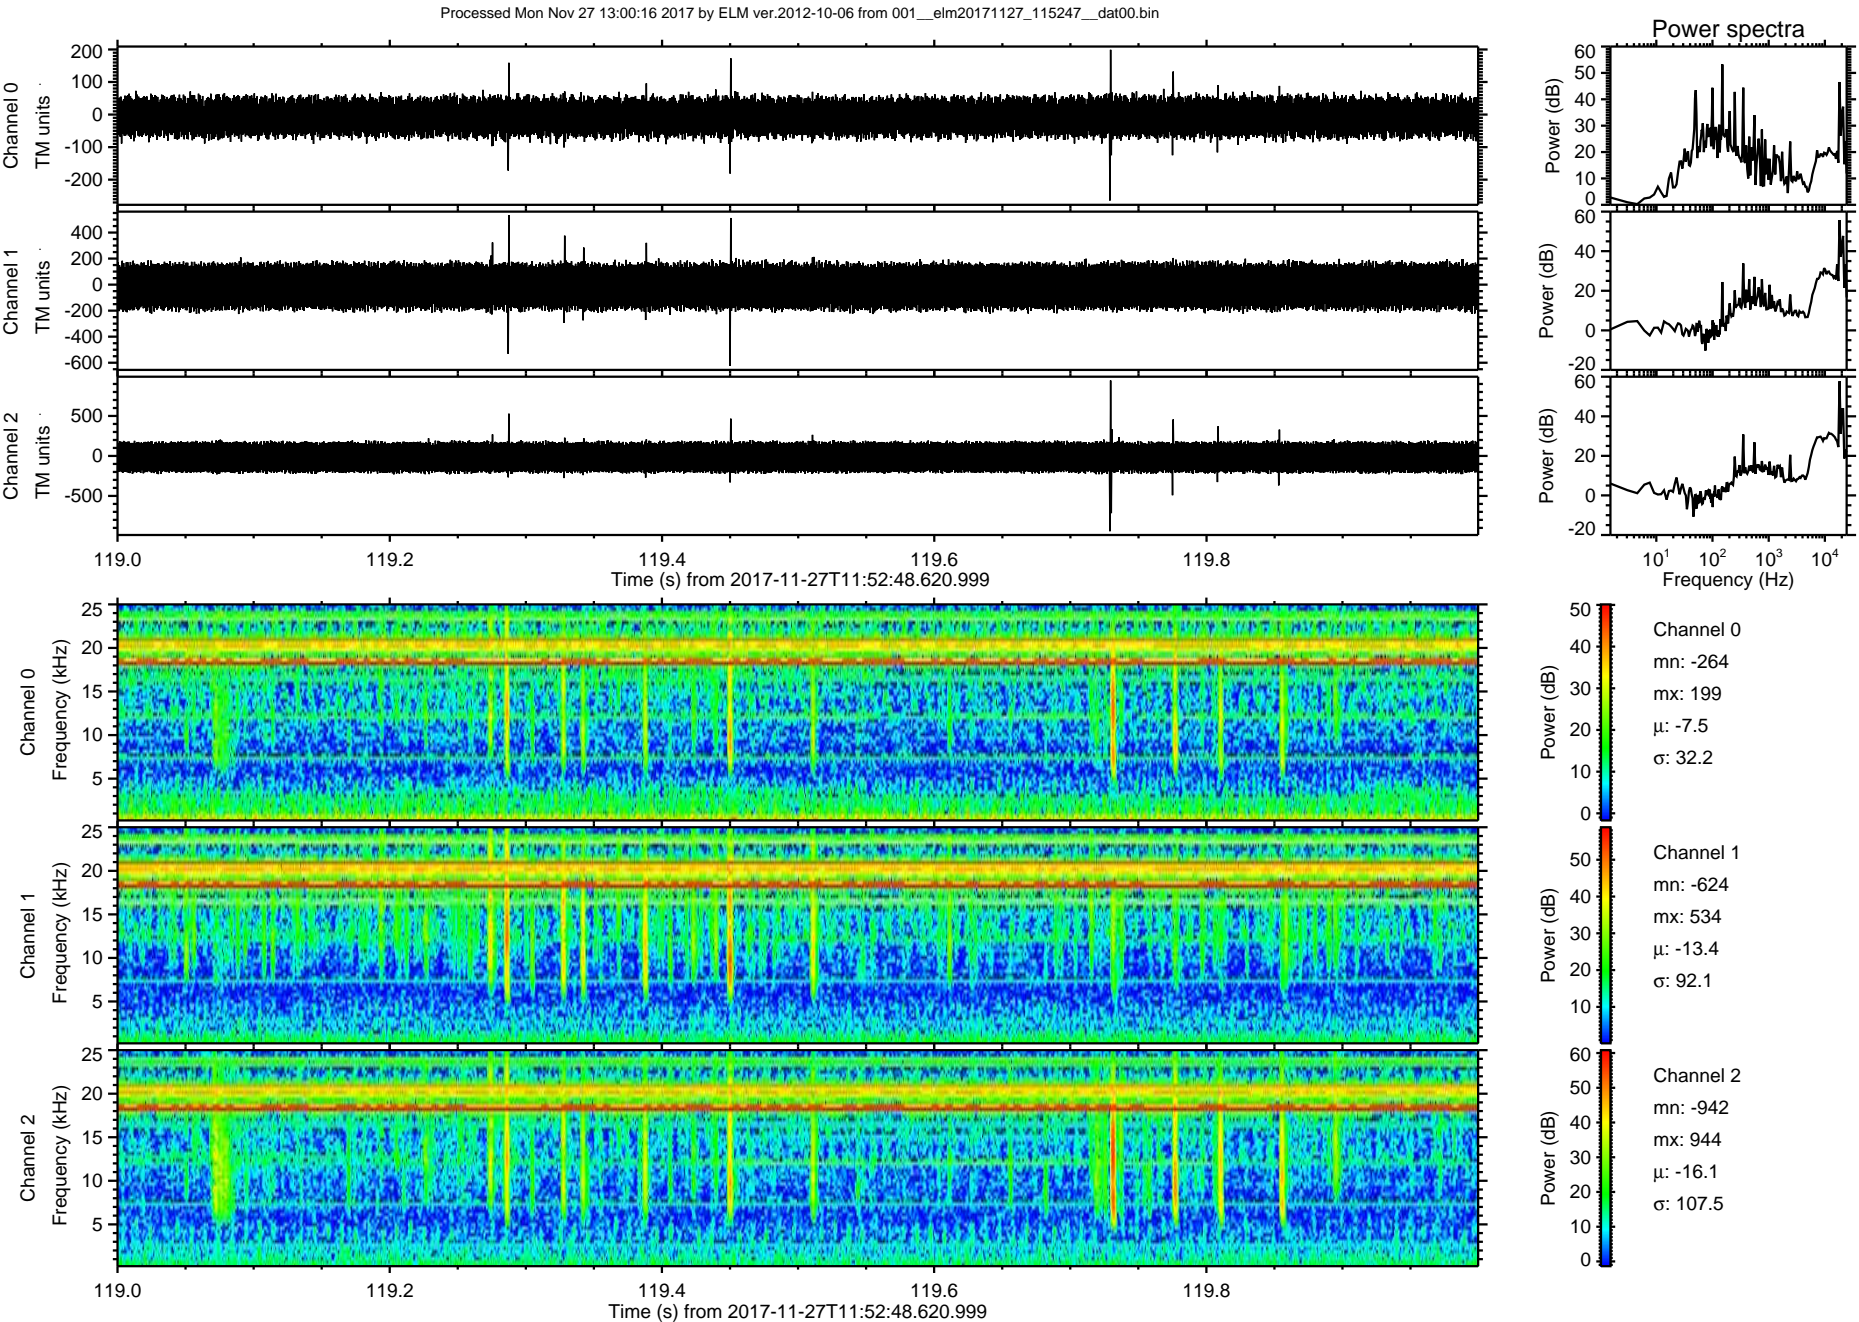 Processed Mon Nov 27 13:00:16 2017 by ELM ver.2012-10-06 from 001__elm20171127_115247__dat00.bin
Power spectra
Channel 0
TM units
200
100
0
-100
-200
Power (dB)
60
50
40
30
20
10
0
Channel 1
TM units
400
200
0
-200
-400
-600
Power (dB)
60
40
20
0
-20
Channel 2
TM units
500
0
-500
Power (dB)
60
40
20
0
-20
119.0 119.2 119.4 119.6 119.8
Time (s) from 2017-11-27T11:52:48.620.999
10^1 10^2 10^3 10^4
Frequency (Hz)
Channel 0
Frequency (kHz)
25
20
15
10
5
Power (dB)
50
40
30
20
10
0
Channel 0
mn: -264
mx: 199
μ: -7.5
σ: 32.2
Channel 1
Frequency (kHz)
25
20
15
10
5
Power (dB)
50
40
30
20
10
Channel 1
mn: -624
mx: 534
μ: -13.4
σ: 92.1
Channel 2
Frequency (kHz)
25
20
15
10
5
Power (dB)
60
50
40
30
20
10
0
Channel 2
mn: -942
mx: 944
μ: -16.1
σ: 107.5
119.0 119.2 119.4 119.6 119.8
Time (s) from 2017-11-27T11:52:48.620.999